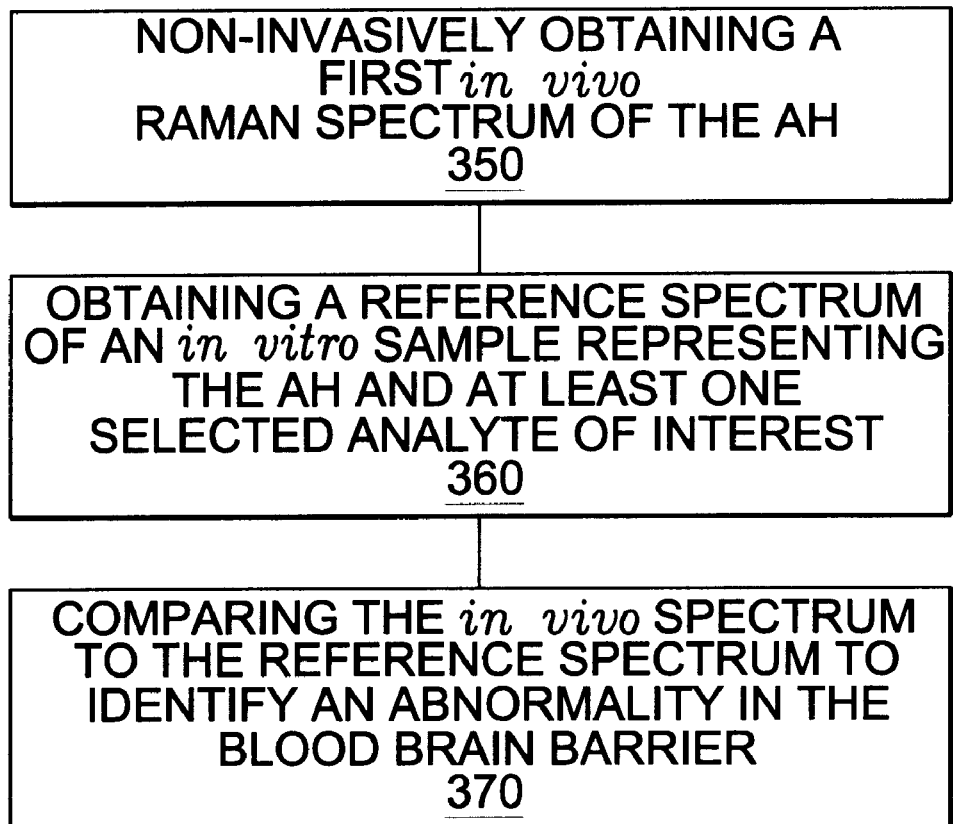 NON-INVASIVELY OBTAINING A
FIRST in vivo
RAMAN SPECTRUM OF THE AH
350
OBTAINING A REFERENCE SPECTRUM
OF AN in vitro SAMPLE REPRESENTING
THE AH AND AT LEAST ONE
SELECTED ANALYTE OF INTEREST
360
COMPARING THE in vivo SPECTRUM
TO THE REFERENCE SPECTRUM TO
IDENTIFY AN ABNORMALITY IN THE
BLOOD BRAIN BARRIER
370